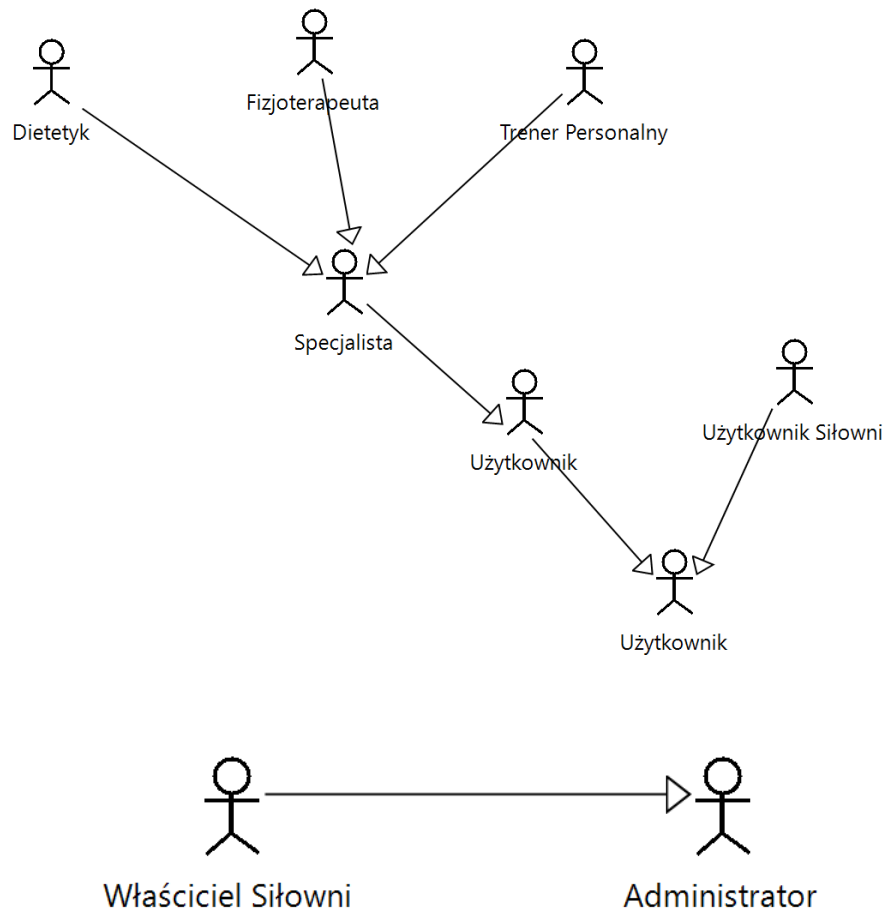 Fizjoterapeuta
Dietetyk
Trener Personalny
Specjalista
Użytkownik Siłowni
Użytkownik
Użytkownik
Właściciel Siłowni
Administrator